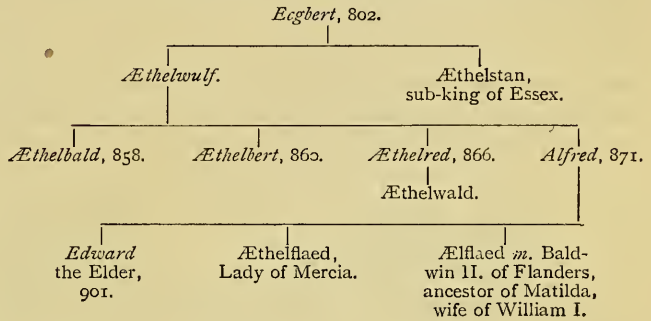 Ecgbert, 802.
Æthelwulf. Æthelstan,
sub-king of Essex.
Æthelbald, 858. Æthelbert, 860. Æthelred, 866. Alfred, 871.
Æthelwald.
Edward
the Elder,
901.
Æthelflaed,
Lady of Mercia.
Ælflaed m. Bald-
win II. of Flanders,
ancestor of Matilda,
wife of William I.